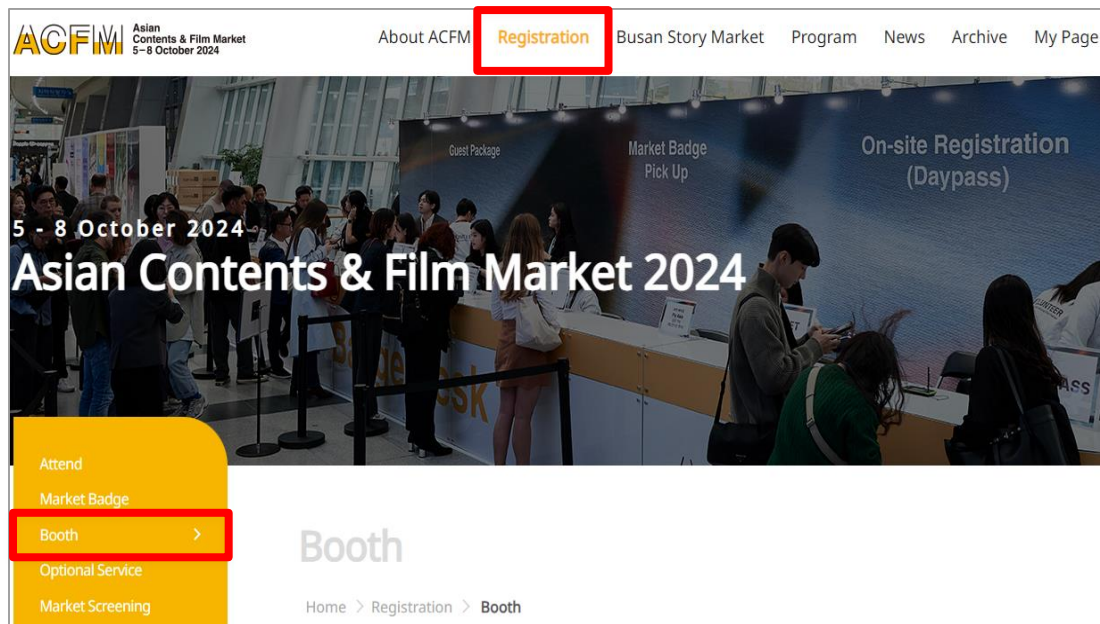 ACFM
Asian
Contents & Film Market
5–8 October 2024
About ACFM Registration Busan Story Market Program News Archive My Page
Guest Package
Market Badge
Pick Up
On-site Registration
(Daypass)
5 - 8 October 2024
Asian Contents & Film Market 2024
VOLUNTEER
Attend
Market Badge
Booth
Optional Service
Market Screening
Booth
Home > Registration > Booth